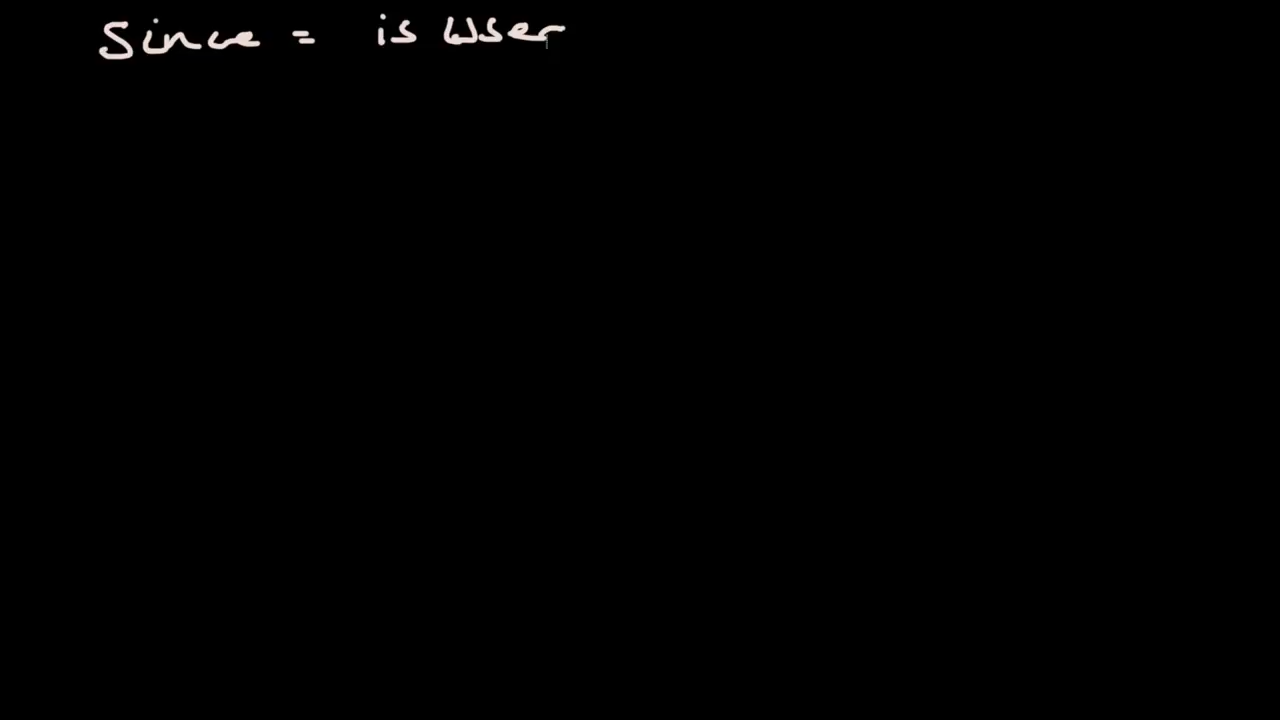 Since = is user